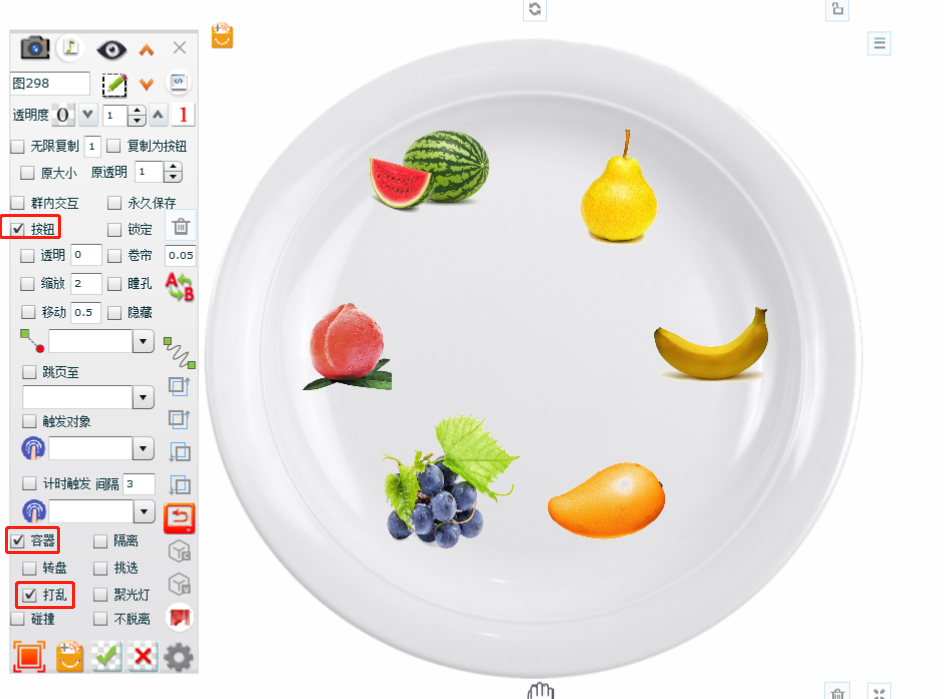 图298
透明度 0 1 1
无限复制 1 复制为按钮
原大小 原透明 1
群内交互 永久保存
按钮 锁定
透明 0 卷帘 0.05
缩放 2 瞳孔 A B
移动 0.5 隐藏
跳页至
触发对象
计时触发 间隔 3
容器 隔离
转盘 挑选
打乱 聚光灯
碰撞 不脱离